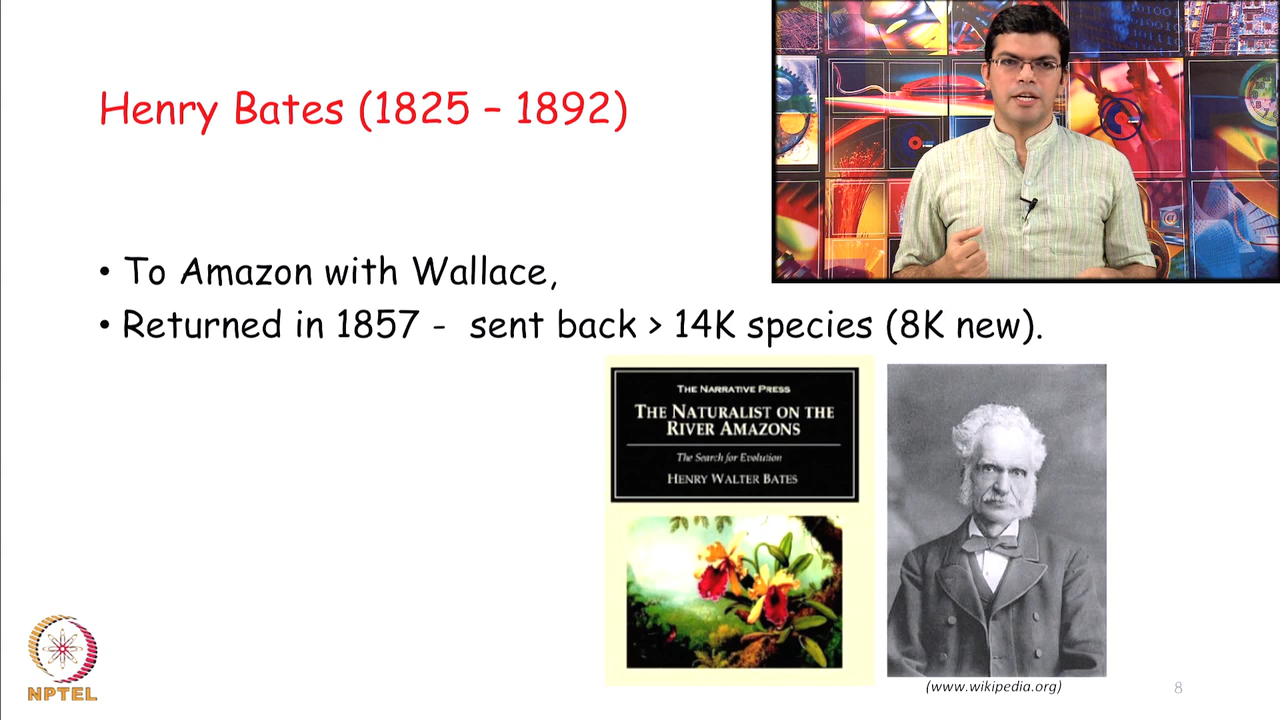 Henry Bates (1825 – 1892)
• To Amazon with Wallace,
• Returned in 1857 - sent back > 14K species (8K new).
THE NARRATIVE PRESS
THE NATURALIST ON THE
RIVER AMAZONS
The Search for Evolution
HENRY WALTER BATES
(www.wikipedia.org)
NPTEL
8